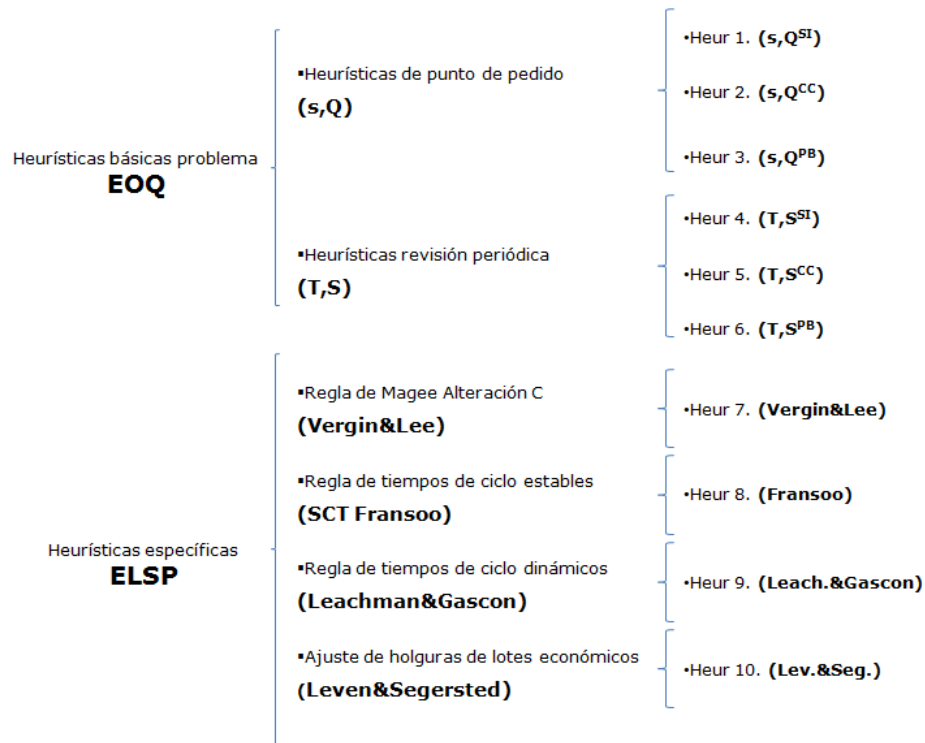 Heurísticas básicas problema
EOQ
▪Heurísticas de punto de pedido
(s,Q)
•Heur 1. (s,Q^SI)
•Heur 2. (s,Q^CC)
•Heur 3. (s,Q^PB)
▪Heurísticas revisión periódica
(T,S)
•Heur 4. (T,S^SI)
•Heur 5. (T,S^CC)
•Heur 6. (T,S^PB)
Heurísticas específicas
ELSP
▪Regla de Magee Alteración C
(Vergin&Lee)
•Heur 7. (Vergin&Lee)
▪Regla de tiempos de ciclo estables
(SCT Fransoo)
•Heur 8. (Fransoo)
▪Regla de tiempos de ciclo dinámicos
(Leachman&Gascon)
•Heur 9. (Leach.&Gascon)
▪Ajuste de holguras de lotes económicos
(Leven&Segersted)
•Heur 10. (Lev.&Seg.)